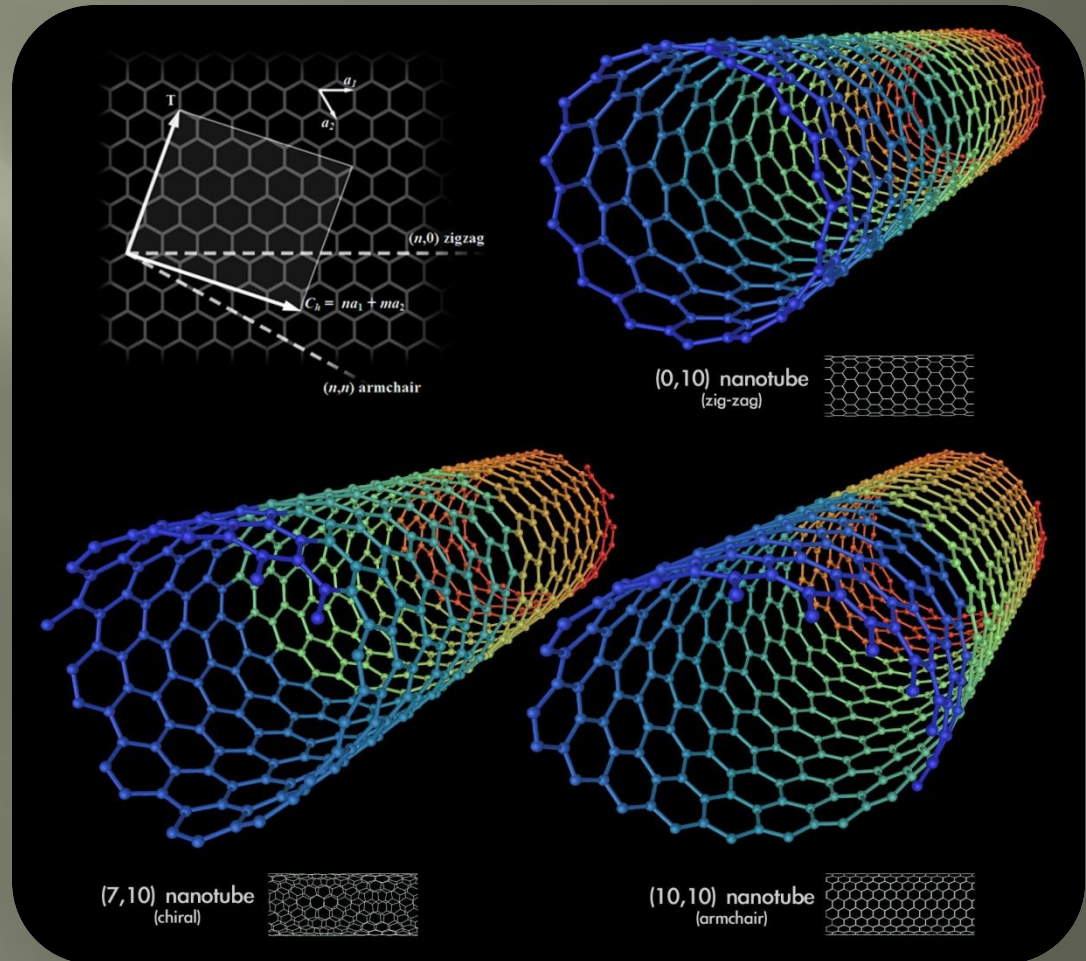 a1
T
a2
(n,0) zigzag
Ch = na1 + ma2
(n,n) armchair
(0,10) nanotube
(zig-zag)
(7,10) nanotube
(chiral)
(10,10) nanotube
(armchair)